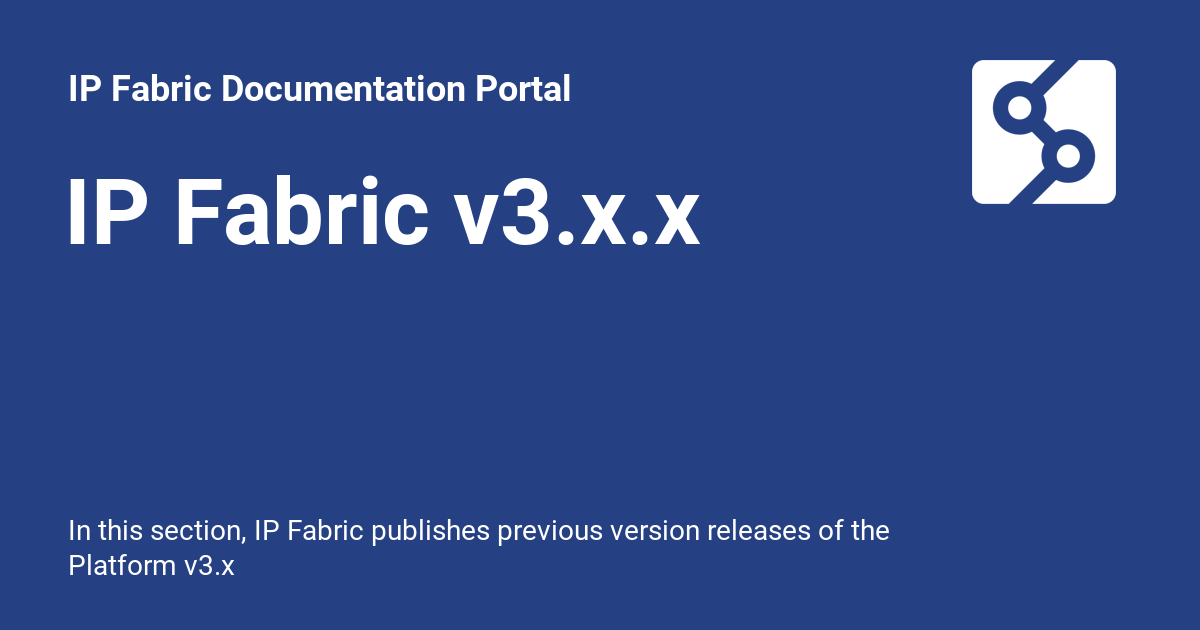 IP Fabric Documentation Portal
IP Fabric v3.x.x
In this section, IP Fabric publishes previous version releases of the
Platform v3.x